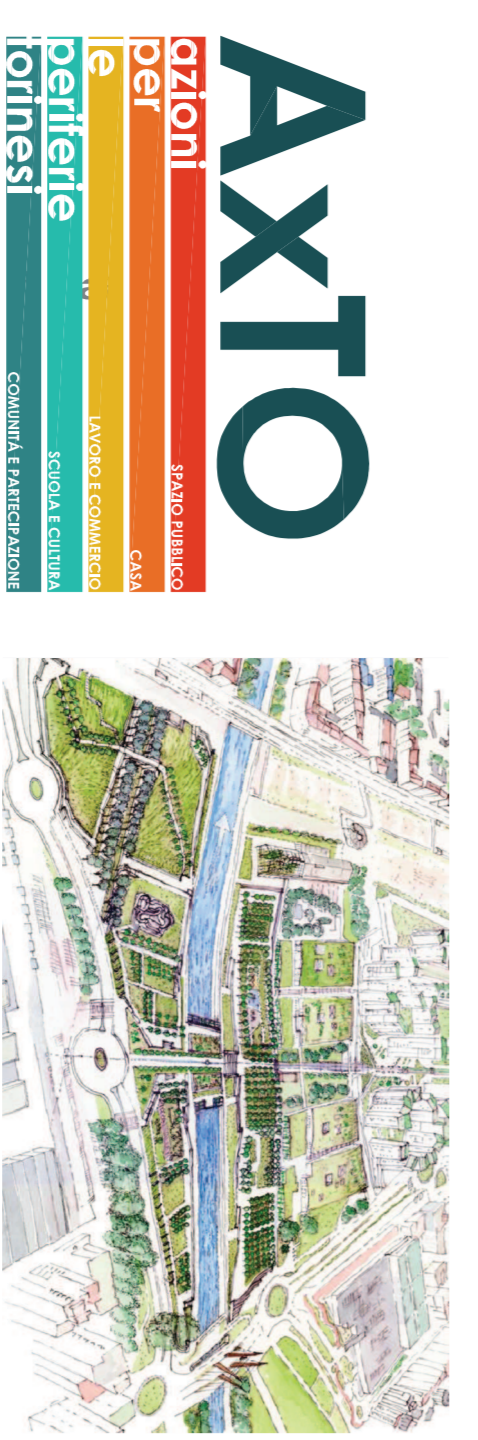 AxTO
azioni
SPAZIO PUBBLICO
per
CASA
le
LAVORO E COMMERCIO
periferie
SCUOLA E CULTURA
torinesi
COMUNITÁ E PARTECIPAZIONE